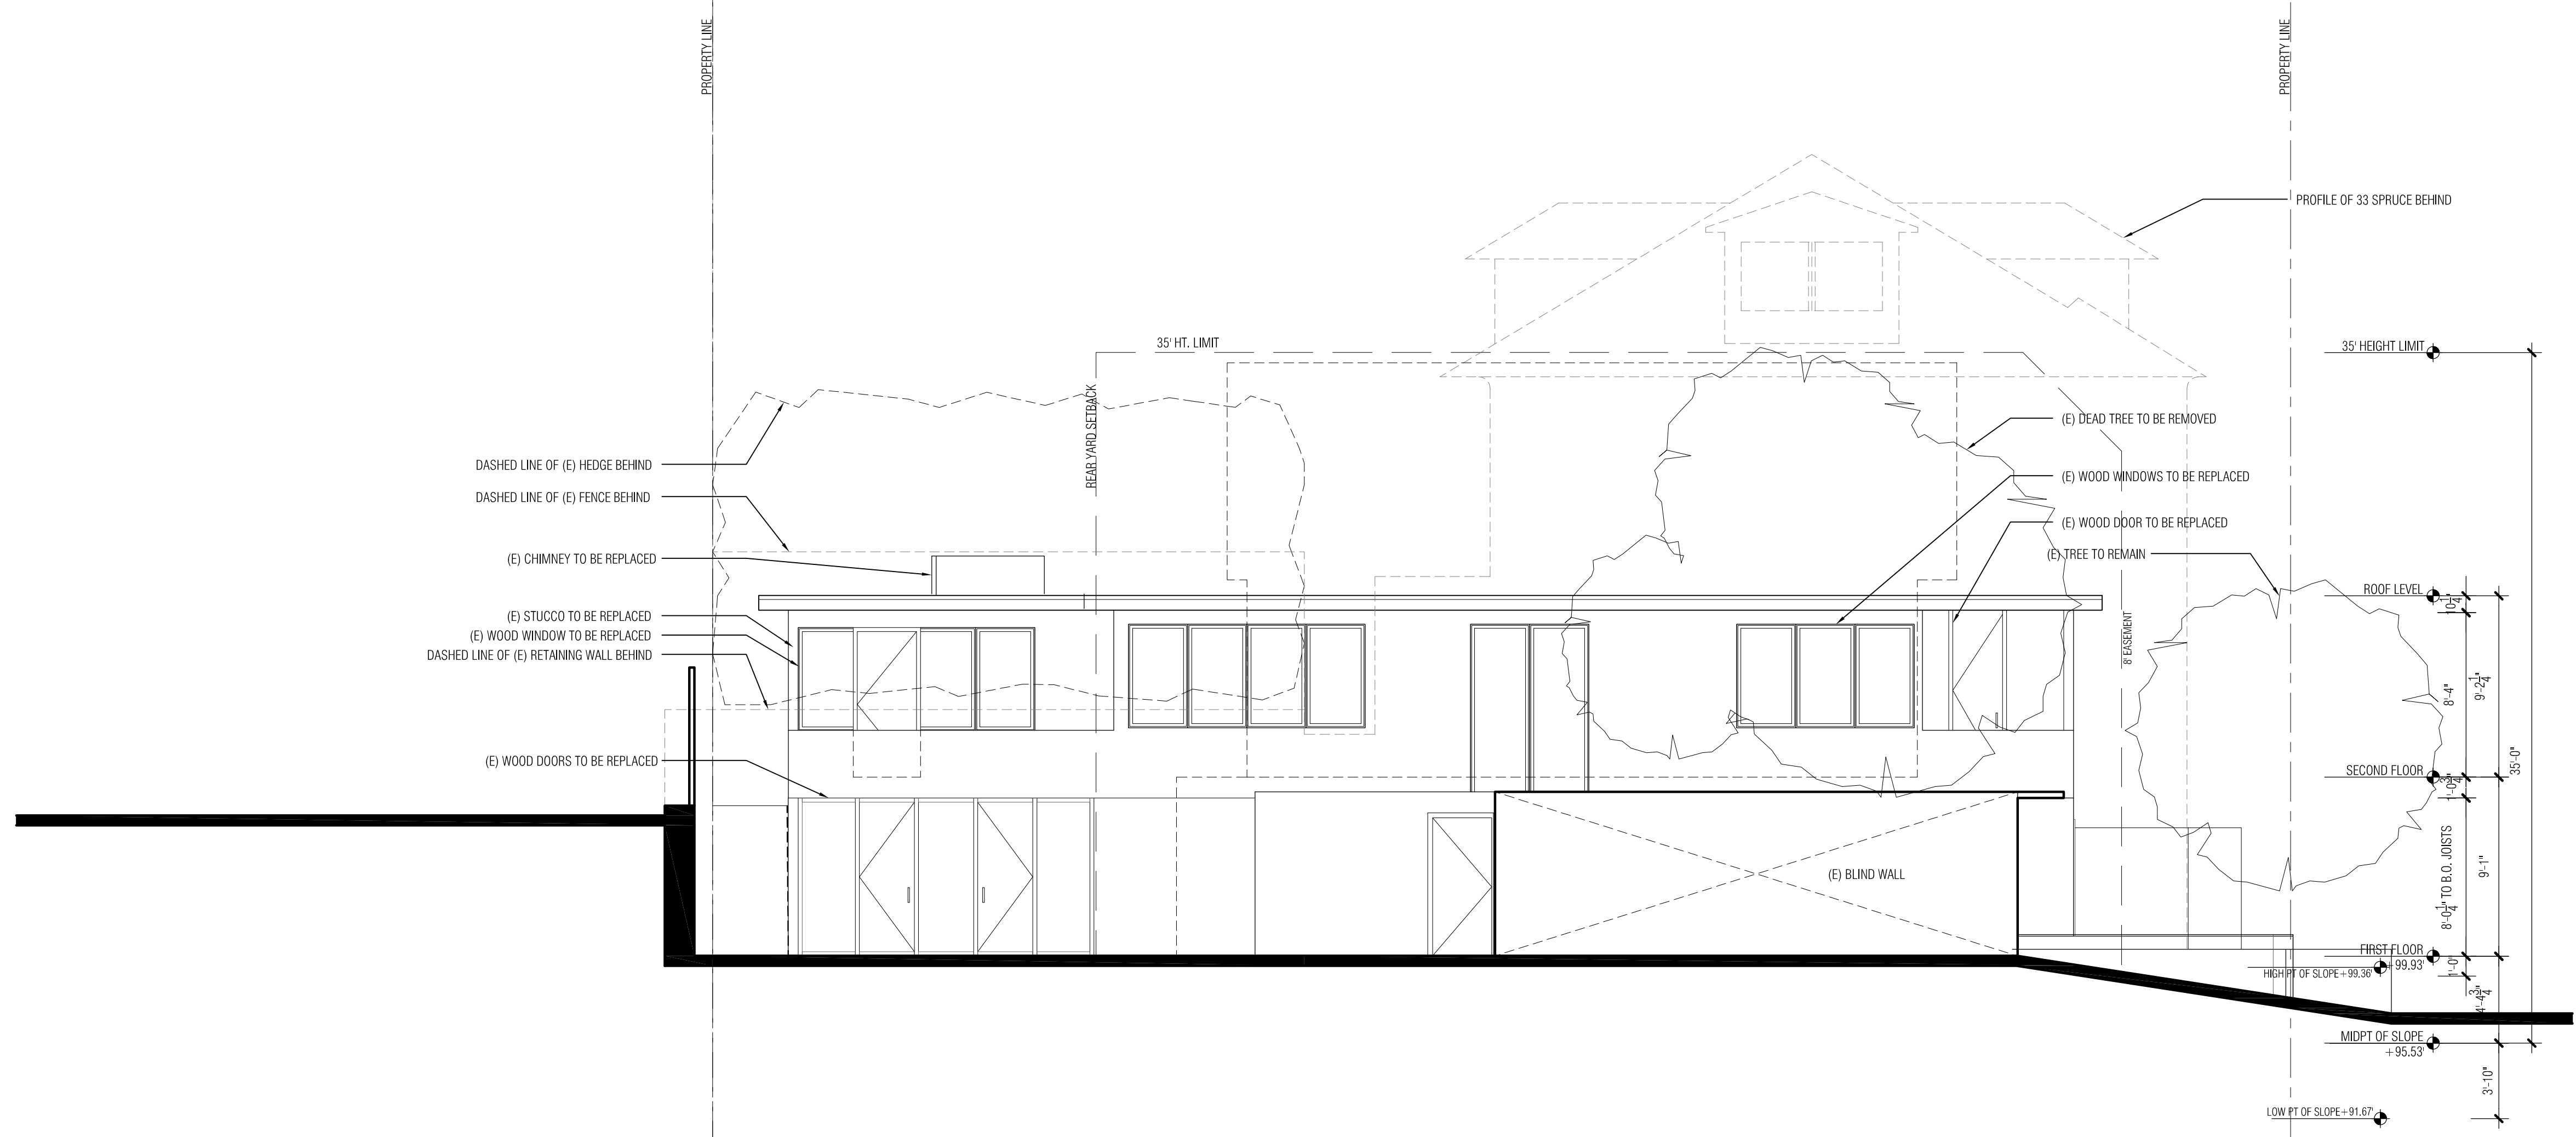 PROPERTY LINE
PROPERTY LINE
PROFILE OF 33 SPRUCE BEHIND
35' HT. LIMIT
35' HEIGHT LIMIT
REAR YARD SETBACK
(E) DEAD TREE TO BE REMOVED
DASHED LINE OF (E) HEDGE BEHIND
(E) WOOD WINDOWS TO BE REPLACED
DASHED LINE OF (E) FENCE BEHIND
(E) WOOD DOOR TO BE REPLACED
(E) TREE TO REMAIN
(E) CHIMNEY TO BE REPLACED
ROOF LEVEL
10 1/4"
(E) STUCCO TO BE REPLACED
(E) WOOD WINDOW TO BE REPLACED
DASHED LINE OF (E) RETAINING WALL BEHIND
8' EASEMENT
8'-4"
9'-2 1/4"
(E) WOOD DOORS TO BE REPLACED
35'-0"
SECOND FLOOR
1'-0 3/4"
(E) BLIND WALL
8'-0 1/4" TO B.O. JOISTS
9'-1"
FIRST FLOOR
+99.93'
HIGH PT OF SLOPE+99.36'
1'-0"
4'-4 3/4"
MIDPT OF SLOPE
+95.53'
3'-10"
LOW PT OF SLOPE+91.67'